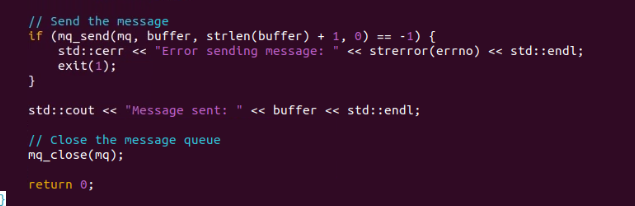 // Send the message
if (mq_send(mq, buffer, strlen(buffer) + 1, 0) == -1) {
    std::cerr << "Error sending message: " << strerror(errno) << std::endl;
    exit(1);
}
std::cout << "Message sent: " << buffer << std::endl;
// Close the message queue
mq_close(mq);
return 0;
}